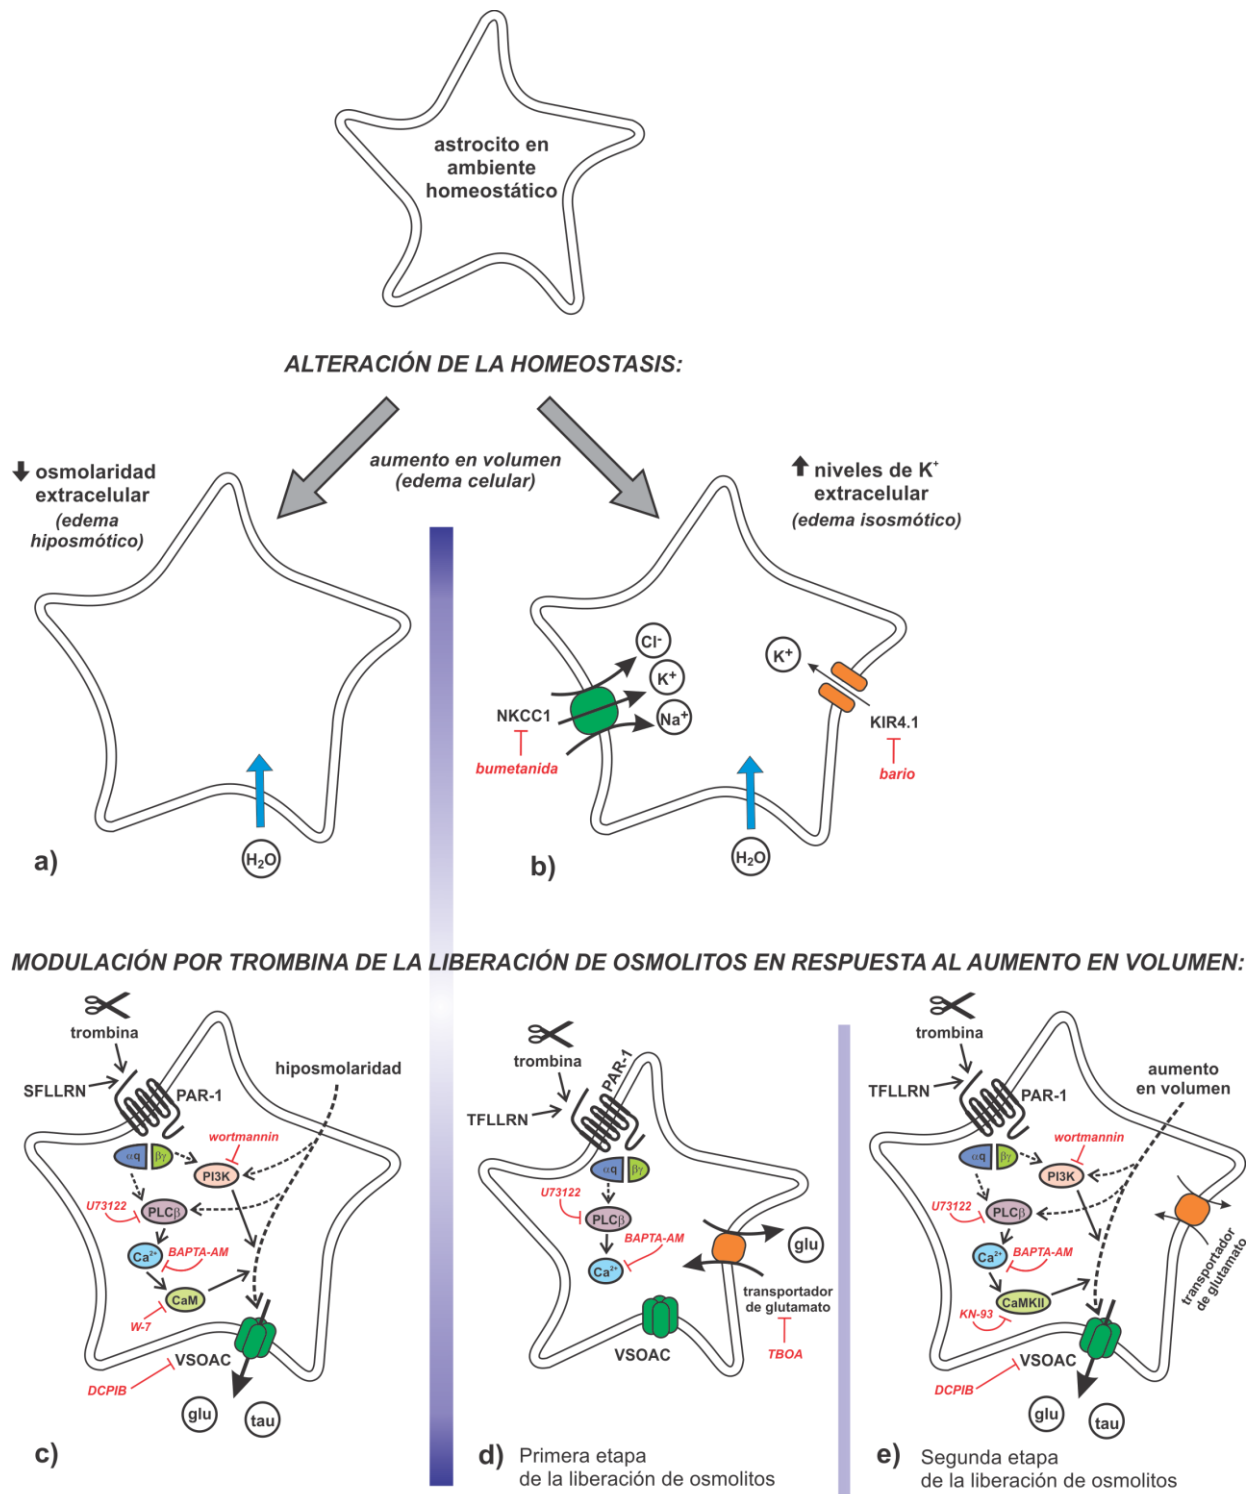 astrocito en
ambiente
homeostático
ALTERACIÓN DE LA HOMEOSTASIS:
osmolaridad
extracelular
(edema
hiposmótico)
aumento en volumen
(edema celular)
niveles de K⁺
extracelular
(edema isosmótico)
H₂O
a)
Cl⁻
K⁺
Na⁺
NKCC1
bumetanida
K⁺
KIR4.1
bario
H₂O
b)
MODULACIÓN POR TROMBINA DE LA LIBERACIÓN DE OSMOLITOS EN RESPUESTA AL AUMENTO EN VOLUMEN:
trombina
SFLLRN
PAR-1
hiposmolaridad
αq
βγ
wortmannin
PI3K
U73122
PLCβ
Ca²⁺
BAPTA-AM
CaM
W-7
VSOAC
DCPIB
glu
tau
c)
trombina
TFLLRN
PAR-1
αq
βγ
U73122
PLCβ
BAPTA-AM
Ca²⁺
glu
transportador
de glutamato
TBOA
VSOAC
d) Primera etapa
de la liberación de osmolitos
trombina
TFLLRN
PAR-1
aumento
en volumen
αq
βγ
wortmannin
PI3K
U73122
PLCβ
Ca²⁺
BAPTA-AM
CaMKII
KN-93
transportador
de glutamato
VSOAC
DCPIB
glu
tau
e) Segunda etapa
de la liberación de osmolitos